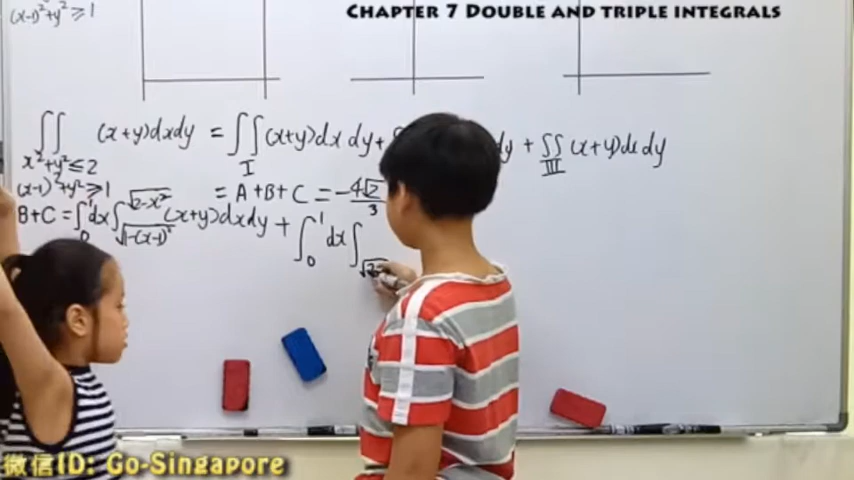 CHAPTER 7 DOUBLE AND TRIPLE INTEGRALS
(x-1)²+y²⩾1
∬ (x+y)dxdy = ∬ (x+y)dx dy + dy + ∬ (x+y)dx dy
x²+y²≤2 I III
(x-1)²+y²⩾1 = A+B+C = -4√2/3
B+C = ∫₀¹dx ∫_√1-(x-1)²^√2-x² (x+y)dxdy + ∫₀¹ dx ∫
微信ID: Go-Singapore